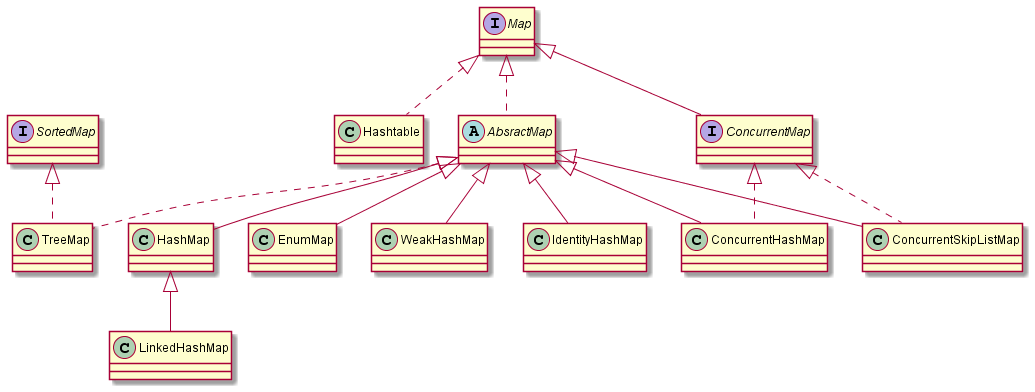 I Map
I SortedMap
C Hashtable
A AbsractMap
I ConcurrentMap
C TreeMap
C HashMap
C EnumMap
C WeakHashMap
C IdentityHashMap
C ConcurrentHashMap
C ConcurrentSkipListMap
C LinkedHashMap